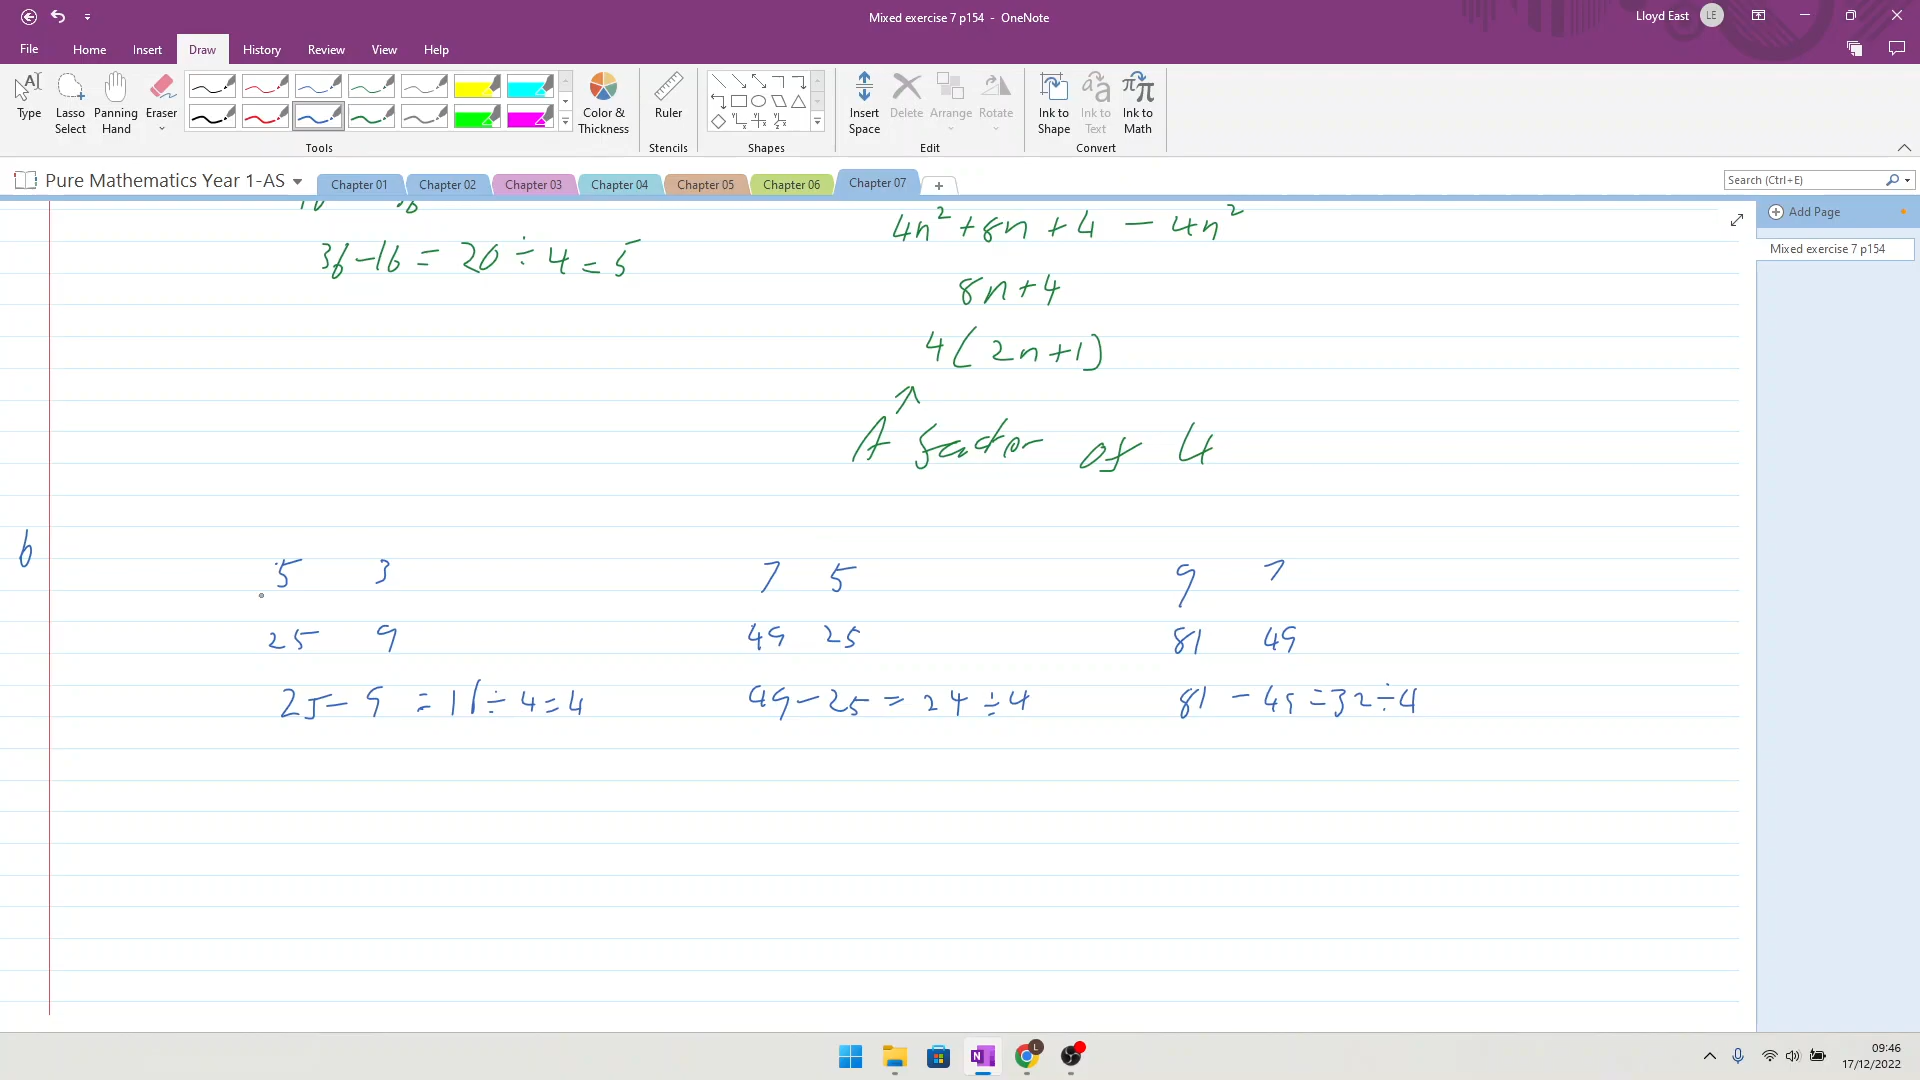 Mixed exercise 7 p154 - OneNote
Lloyd East LE
File Home Insert Draw History Review View Help
Type
Lasso Select
Panning Hand
Eraser
Color & Thickness
Ruler
Insert Space
Delete
Arrange
Rotate
Ink to Shape
Ink to Text
Ink to Math
Tools Stencils Shapes Edit Convert
Pure Mathematics Year 1-AS Chapter 01 Chapter 02 Chapter 03 Chapter 04 Chapter 05 Chapter 06 Chapter 07
Search (Ctrl+E)
Add Page
Mixed exercise 7 p154
4n² + 8n + 4 - 4n²
36-16 = 20 ÷ 4 = 5
8n + 4
4(2n+1)
A factor of 4
b
5 3 7 5 9 7
25 9 49 25 81 49
25-9 = 16 ÷ 4 = 4 49-25 = 24 ÷ 4 81 - 49 = 32 ÷ 4
09:46
17/12/2022